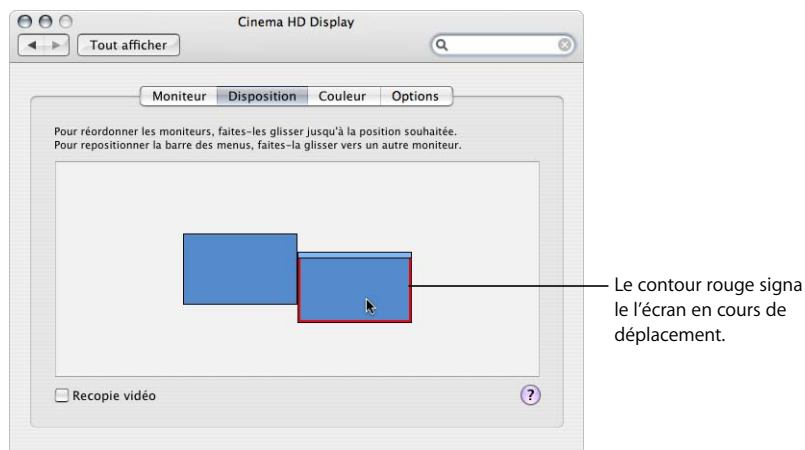 Cinema HD Display
Tout afficher
Moniteur Disposition Couleur Options
Pour réordonner les moniteurs, faites-les glisser jusqu'à la position souhaitée.
Pour repositionner la barre des menus, faites-la glisser vers un autre moniteur.
Le contour rouge signa
le l'écran en cours de
déplacement.
Recopie vidéo
?